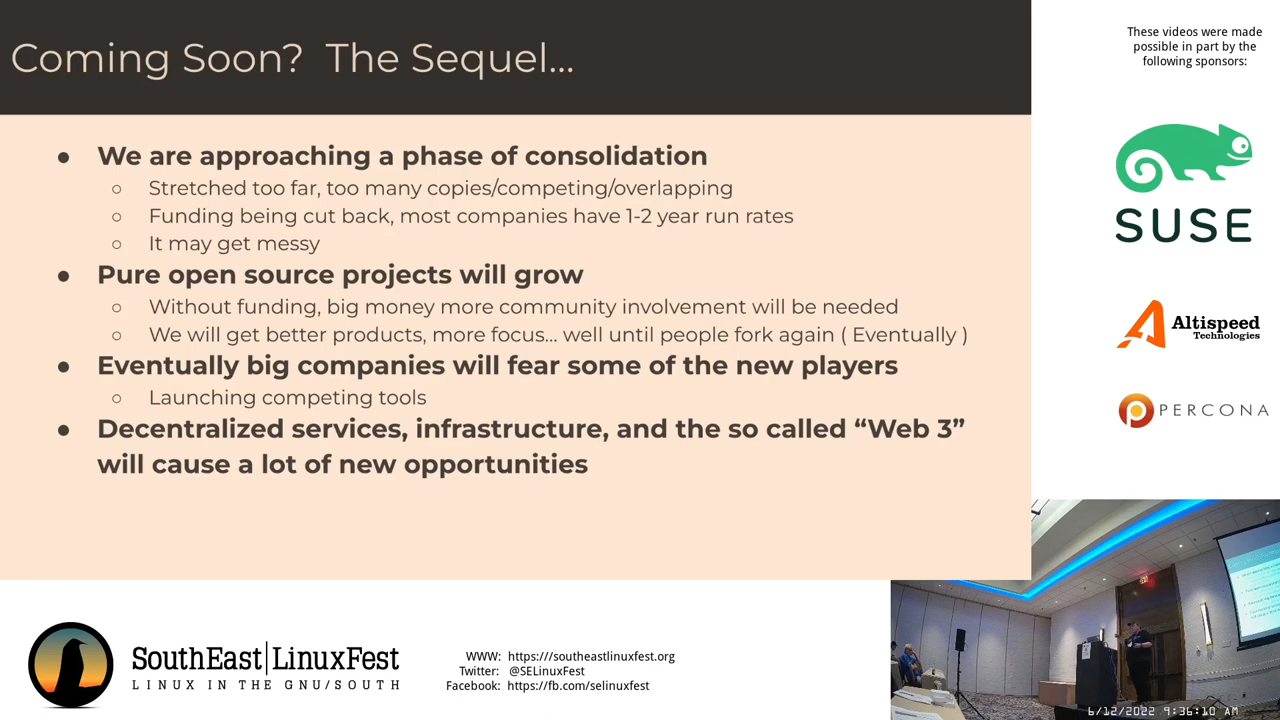 Coming Soon?  The Sequel...
● We are approaching a phase of consolidation
○ Stretched too far, too many copies/competing/overlapping
○ Funding being cut back, most companies have 1-2 year run rates
○ It may get messy
● Pure open source projects will grow
○ Without funding, big money more community involvement will be needed
○ We will get better products, more focus... well until people fork again ( Eventually )
● Eventually big companies will fear some of the new players
○ Launching competing tools
● Decentralized services, infrastructure, and the so called “Web 3”
will cause a lot of new opportunities
These videos were made
possible in part by the
following sponsors:
SUSE
Altispeed
Technologies
PERCONA
SouthEast|LinuxFest
LINUX IN THE GNU/SOUTH
WWW: https:///southeastlinuxfest.org
Twitter: @SELinuxFest
Facebook: https://fb.com/selinuxfest
6/12/2022 9:36:10 AM